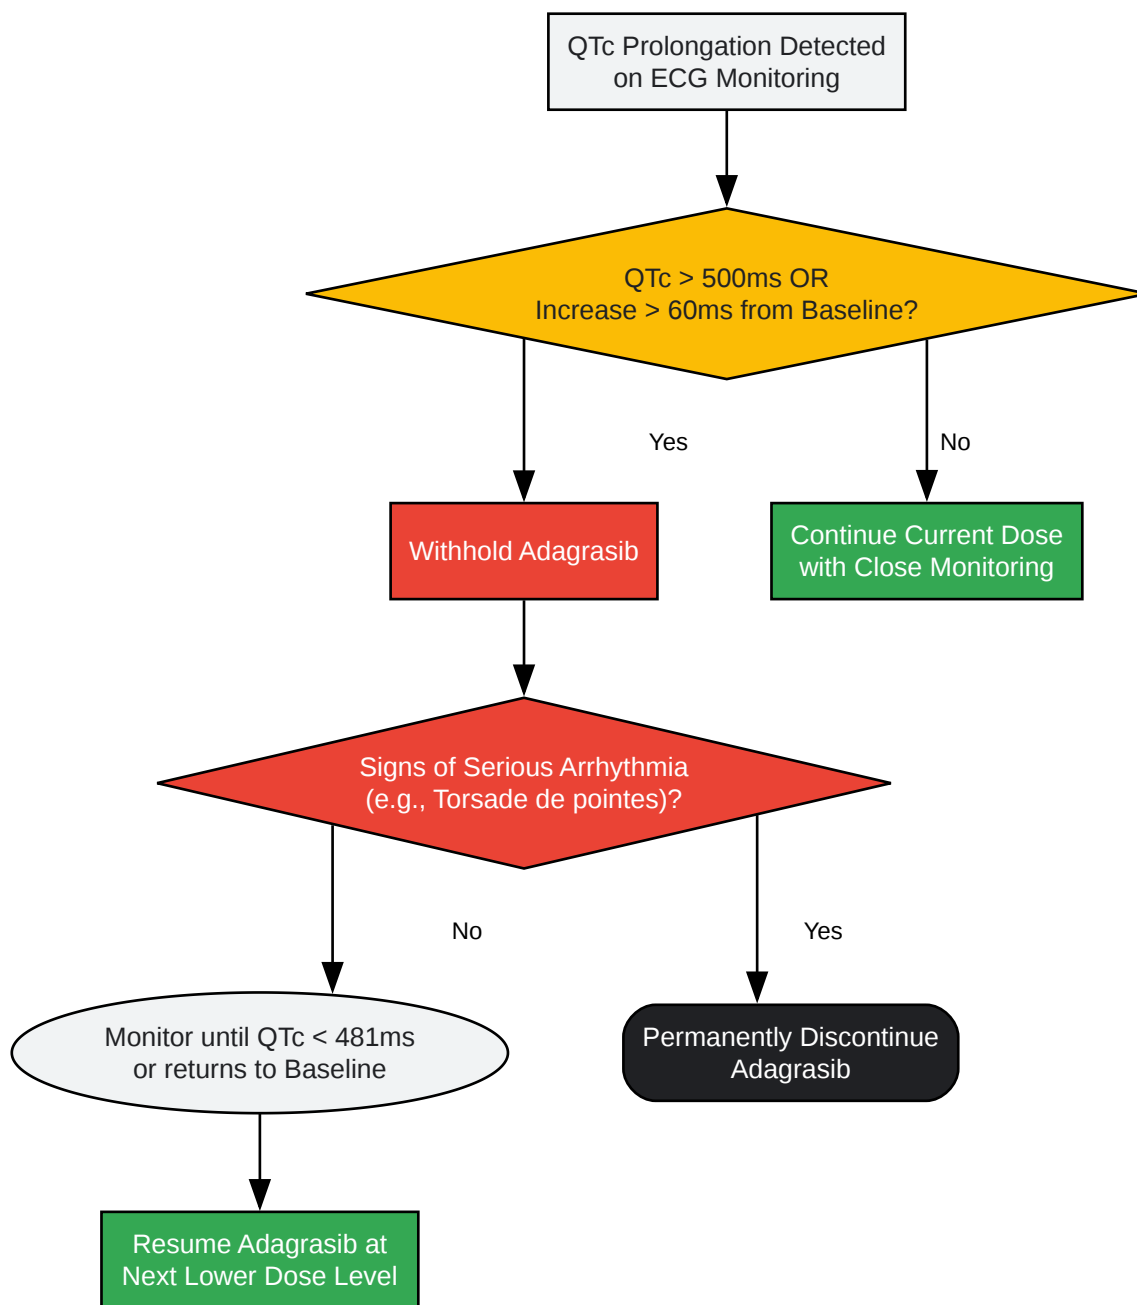 QTc Prolongation Detected
on ECG Monitoring
QTc > 500ms OR
Increase > 60ms from Baseline?
Yes
No
Withhold Adagrasib
Continue Current Dose
with Close Monitoring
Signs of Serious Arrhythmia
(e.g., Torsade de pointes)?
No
Yes
Monitor until QTc < 481ms
or returns to Baseline
Permanently Discontinue
Adagrasib
Resume Adagrasib at
Next Lower Dose Level